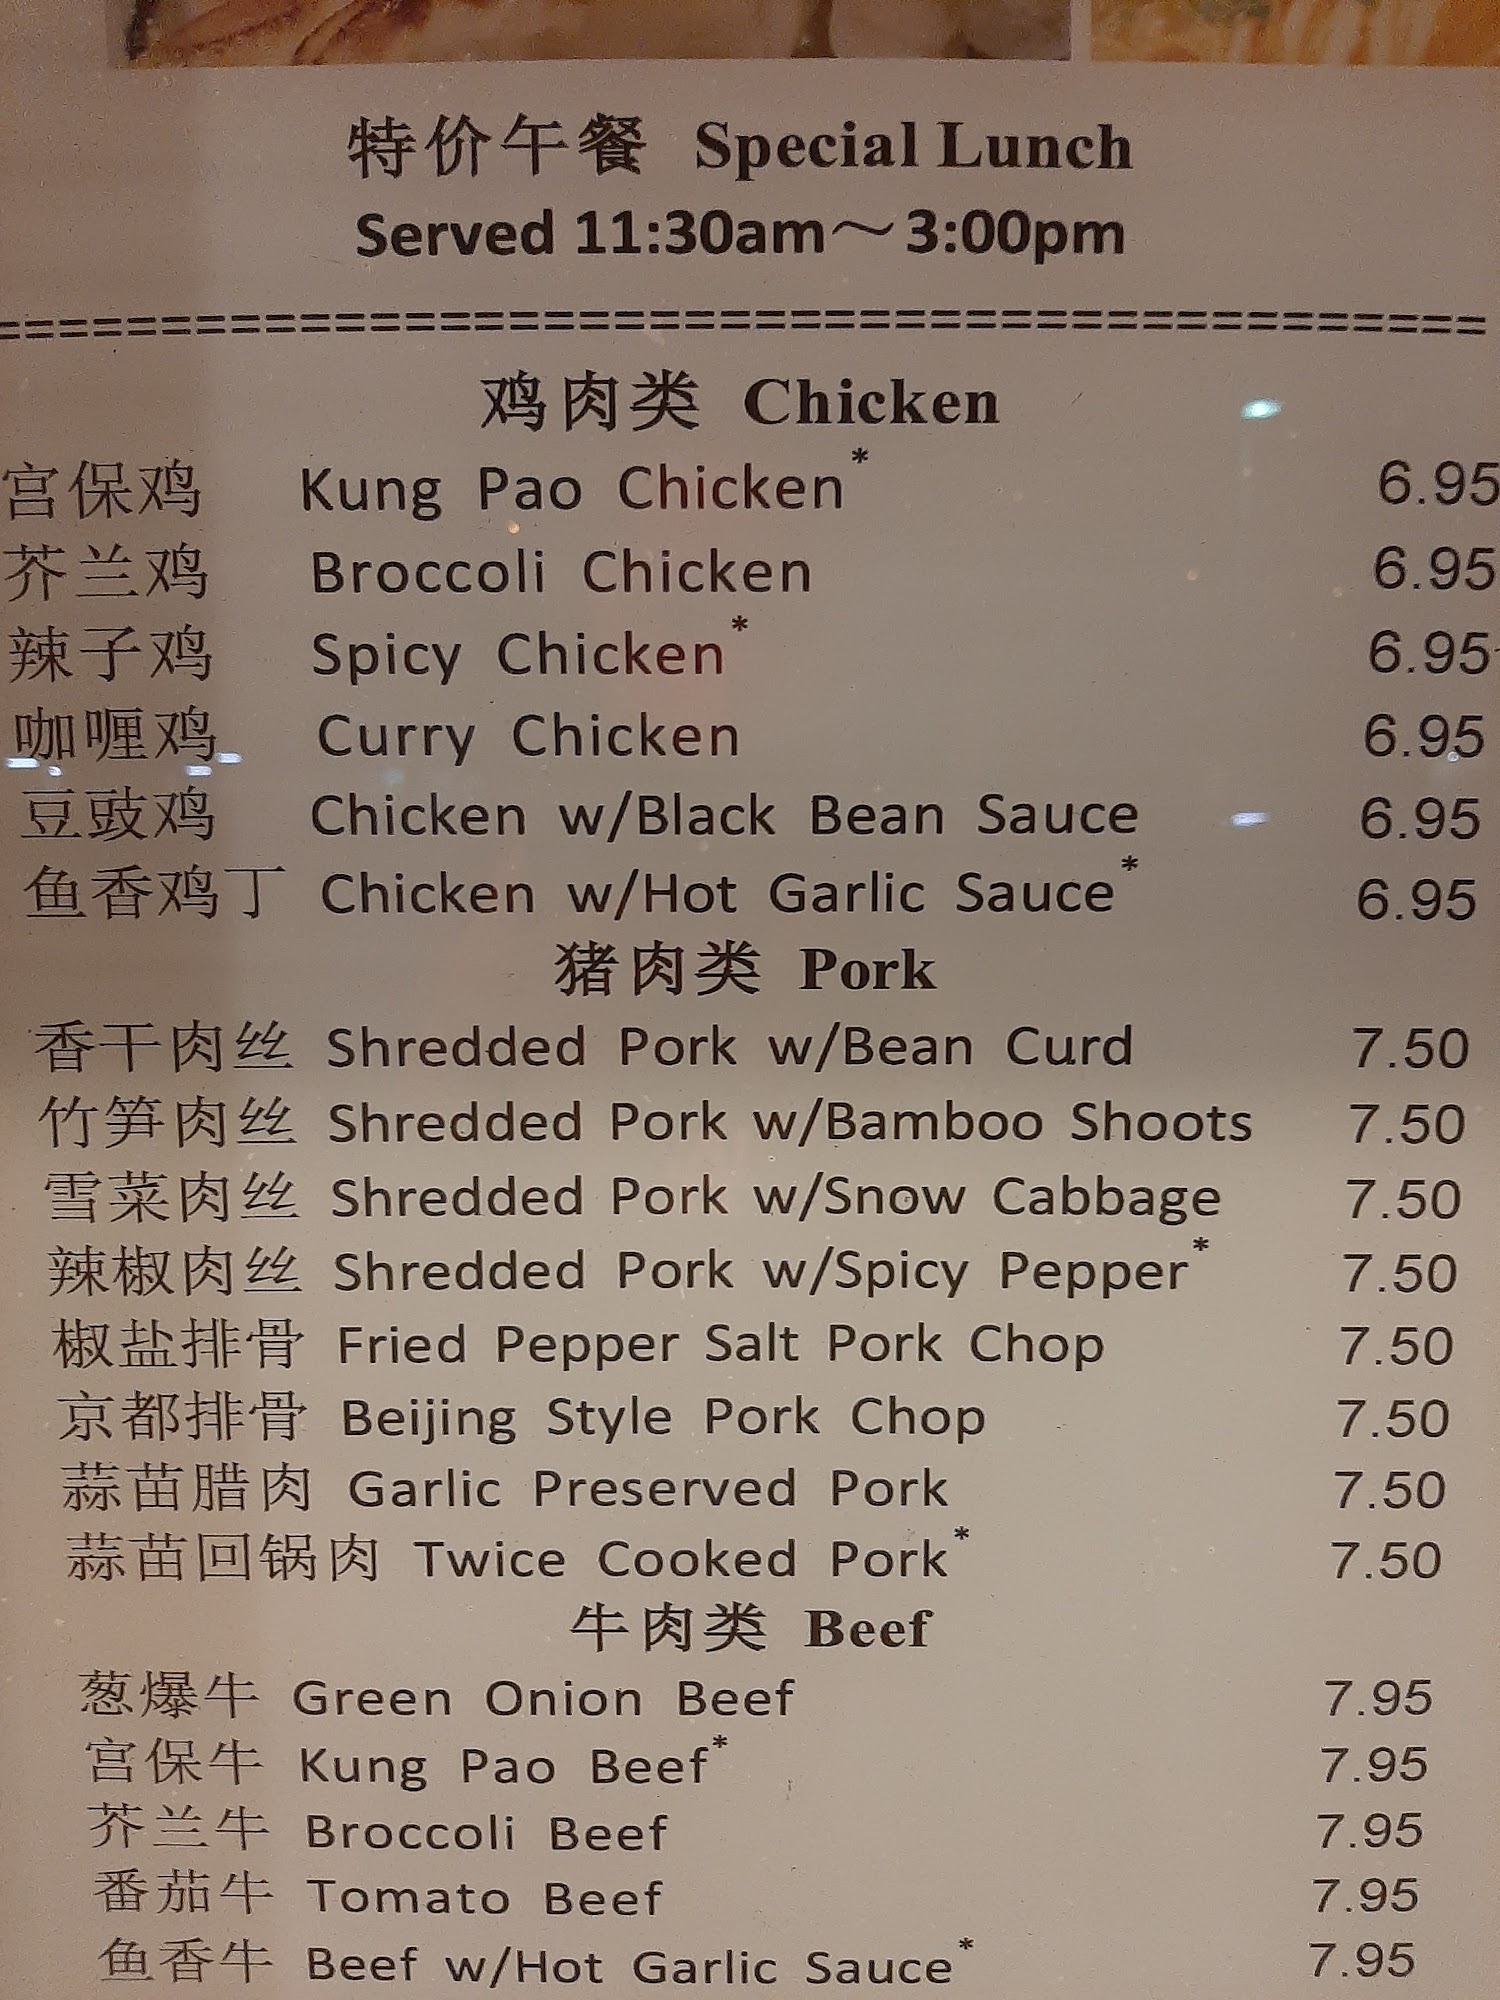 特价午餐 Special Lunch
Served 11:30am～3:00pm
==========================================
鸡肉类 Chicken
宫保鸡 Kung Pao Chicken* 6.95
芥兰鸡 Broccoli Chicken 6.95
辣子鸡 Spicy Chicken* 6.95
咖喱鸡 Curry Chicken 6.95
豆豉鸡 Chicken w/Black Bean Sauce 6.95
鱼香鸡丁 Chicken w/Hot Garlic Sauce* 6.95
猪肉类 Pork
香干肉丝 Shredded Pork w/Bean Curd 7.50
竹笋肉丝 Shredded Pork w/Bamboo Shoots 7.50
雪菜肉丝 Shredded Pork w/Snow Cabbage 7.50
辣椒肉丝 Shredded Pork w/Spicy Pepper* 7.50
椒盐排骨 Fried Pepper Salt Pork Chop 7.50
京都排骨 Beijing Style Pork Chop 7.50
蒜苗腊肉 Garlic Preserved Pork 7.50
蒜苗回锅肉 Twice Cooked Pork* 7.50
牛肉类 Beef
葱爆牛 Green Onion Beef 7.95
宫保牛 Kung Pao Beef* 7.95
芥兰牛 Broccoli Beef 7.95
番茄牛 Tomato Beef 7.95
鱼香牛 Beef w/Hot Garlic Sauce* 7.95